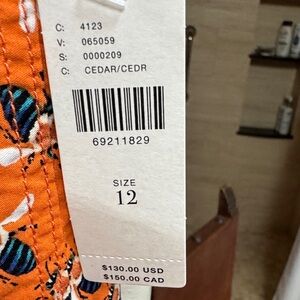 C: 4123
V: 065059
S: 0000209
C: CEDAR/CEDR
69211829
SIZE
12
$130.00 USD
$150.00 CAD